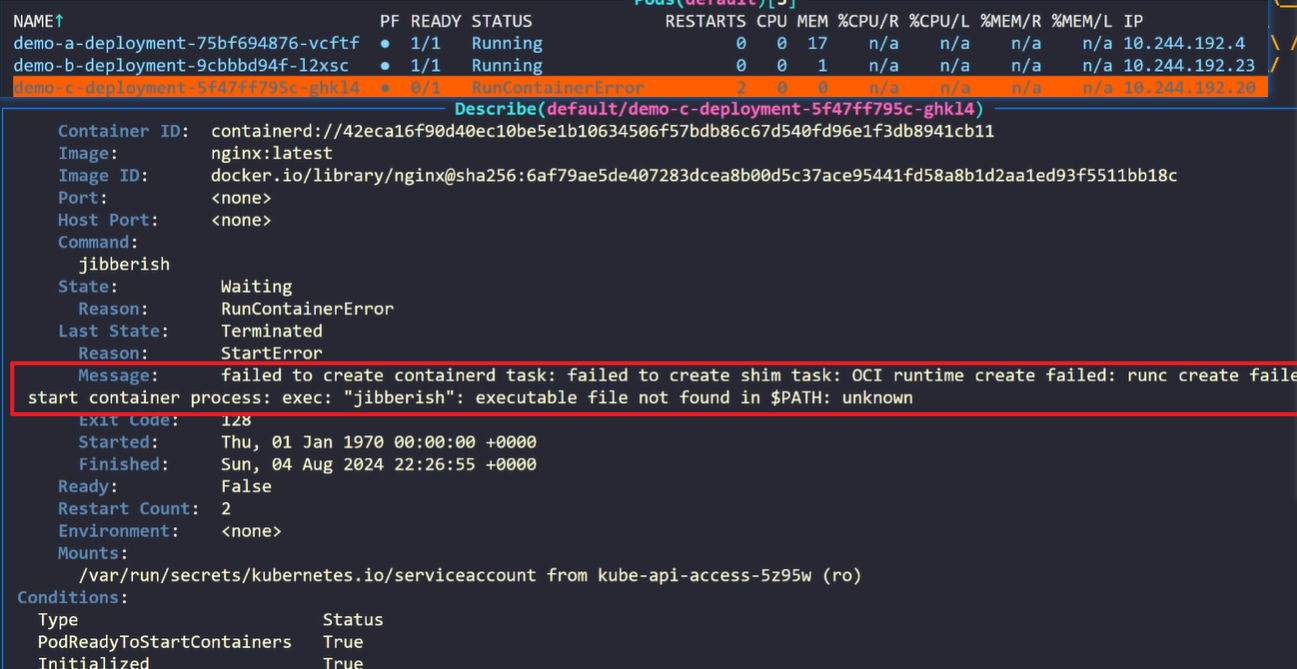 Pods(default)[3]
NAME↑ PF READY STATUS RESTARTS CPU MEM %CPU/R %CPU/L %MEM/R %MEM/L IP
demo-a-deployment-75bf694876-vcftf ● 1/1 Running 0 0 17 n/a n/a n/a n/a 10.244.192.4
demo-b-deployment-9cbbbd94f-l2xsc ● 1/1 Running 0 0 1 n/a n/a n/a n/a 10.244.192.23
demo-c-deployment-5f47ff795c-ghkl4 ● 0/1 RunContainerError 2 0 0 n/a n/a n/a n/a 10.244.192.20
Describe(default/demo-c-deployment-5f47ff795c-ghkl4)
Container ID: containerd://42eca16f90d40ec10be5e1b10634506f57bdb86c67d540fd96e1f3db8941cb11
Image: nginx:latest
Image ID: docker.io/library/nginx@sha256:6af79ae5de407283dcea8b00d5c37ace95441fd58a8b1d2aa1ed93f5511bb18c
Port: <none>
Host Port: <none>
Command:
jibberish
State: Waiting
Reason: RunContainerError
Last State: Terminated
Reason: StartError
Message: failed to create containerd task: failed to create shim task: OCI runtime create failed: runc create faile
start container process: exec: "jibberish": executable file not found in $PATH: unknown
Exit Code: 128
Started: Thu, 01 Jan 1970 00:00:00 +0000
Finished: Sun, 04 Aug 2024 22:26:55 +0000
Ready: False
Restart Count: 2
Environment: <none>
Mounts:
/var/run/secrets/kubernetes.io/serviceaccount from kube-api-access-5z95w (ro)
Conditions:
Type Status
PodReadyToStartContainers True
Initialized True